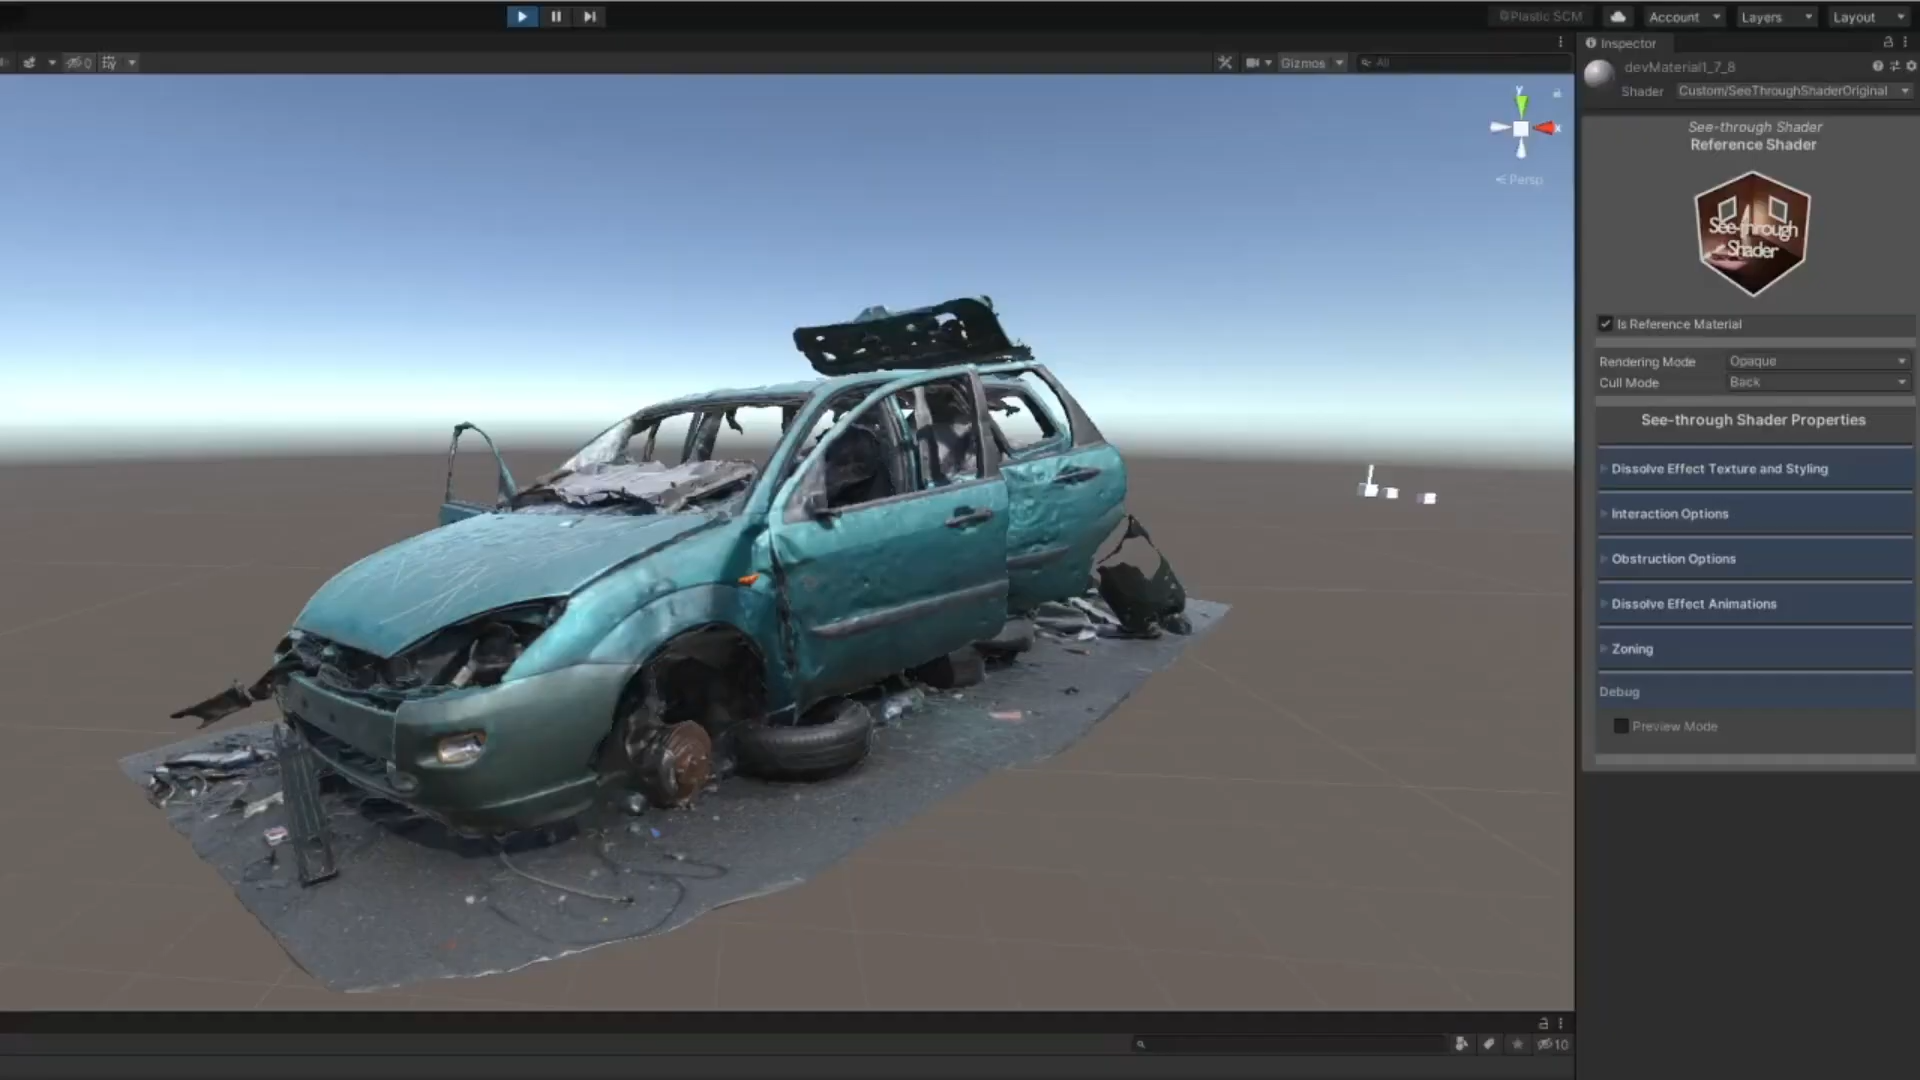 Plastic SCM
Account
Layers
Layout
0
Gizmos
All
Inspector
devMaterial1_7_8
Shader Custom/SeeThroughShaderOriginal
y
x
Persp
See-through Shader
Reference Shader
See-through
Shader
Is Reference Material
Rendering Mode Opaque
Cull Mode Back
See-through Shader Properties
Dissolve Effect Texture and Styling
Interaction Options
Obstruction Options
Dissolve Effect Animations
Zoning
Debug
Preview Mode
10